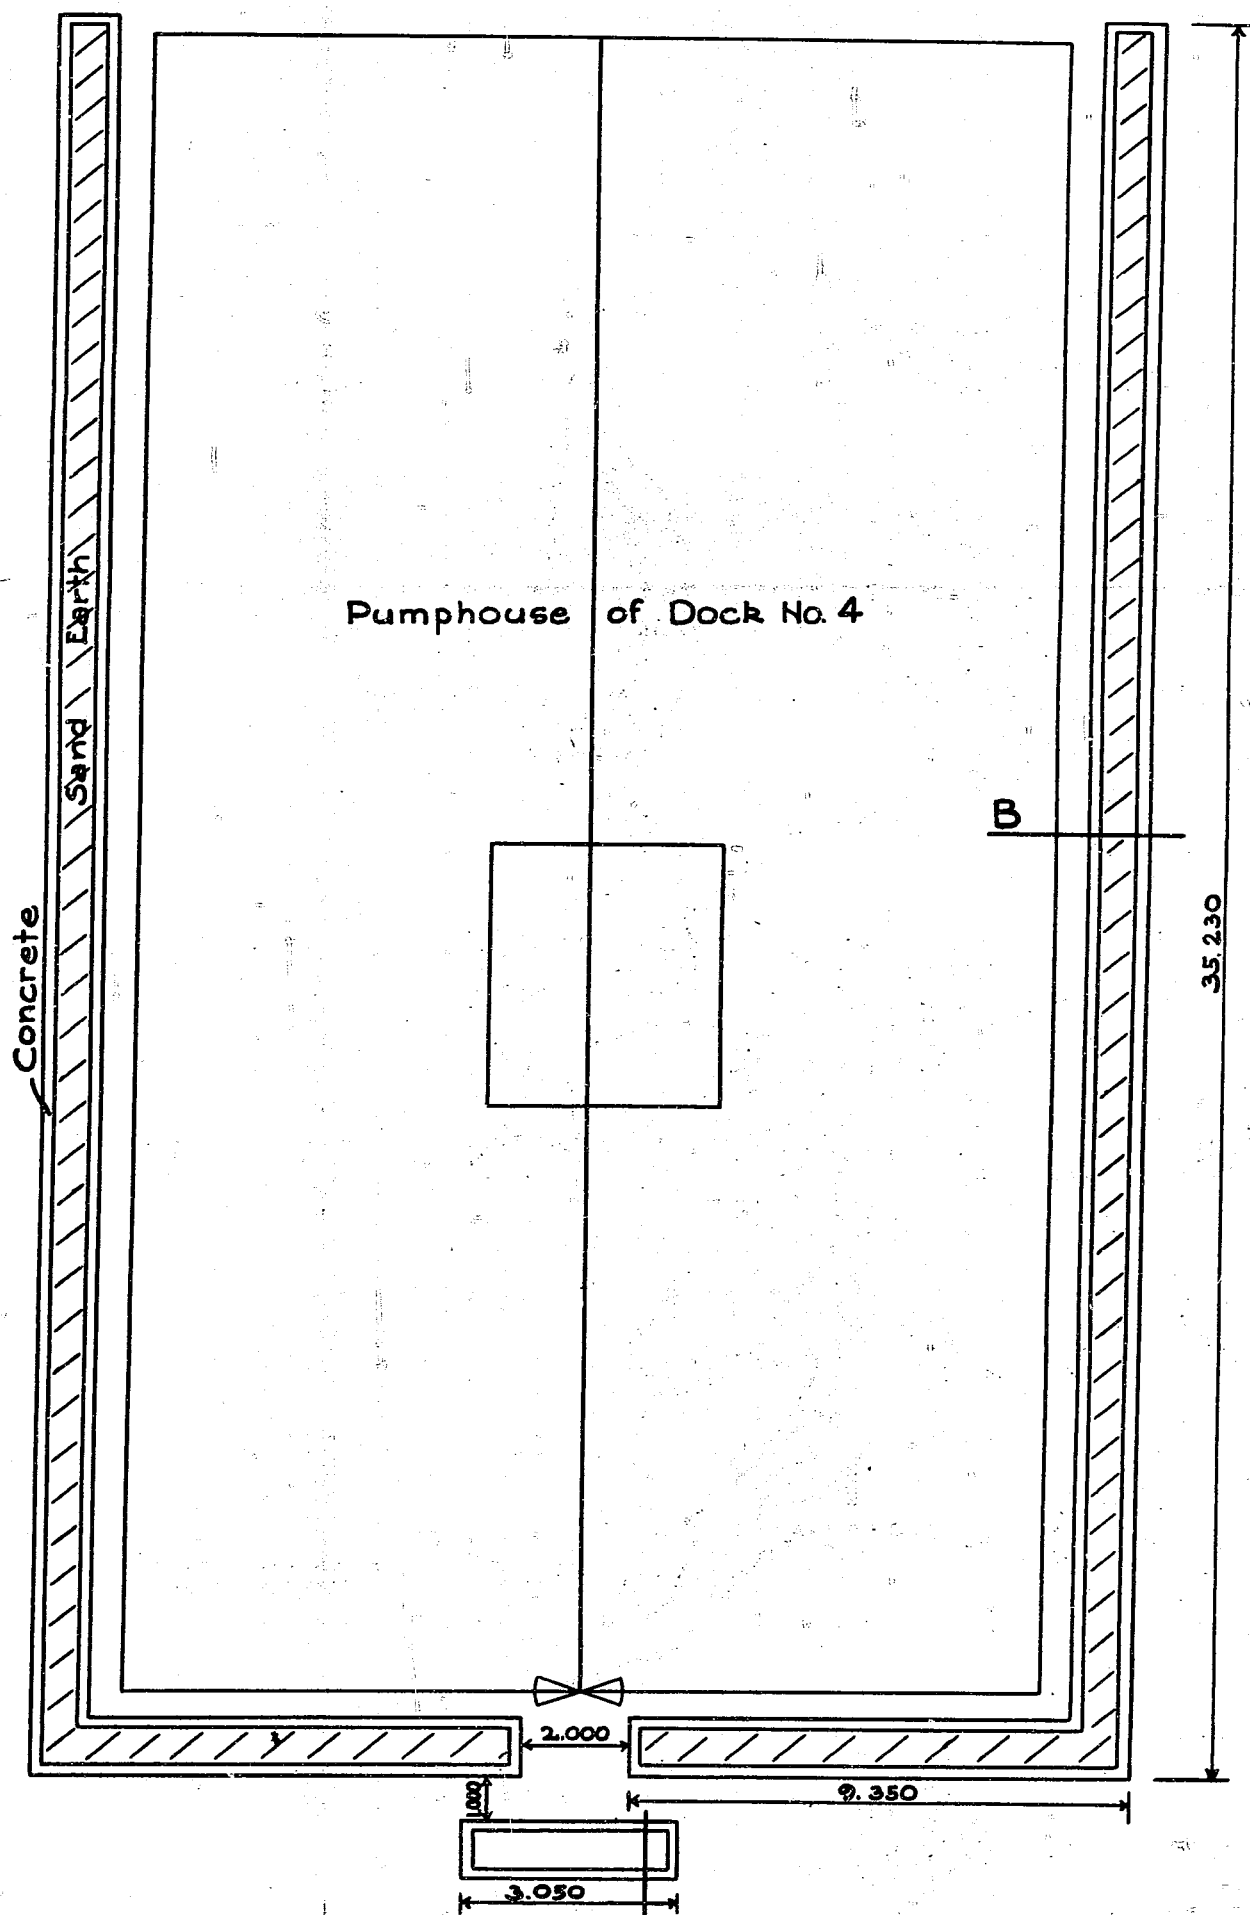 Pumphouse of Dock No. 4
Sand Earth
Concrete
B
35.230
2.000
1.000
9.350
3.050